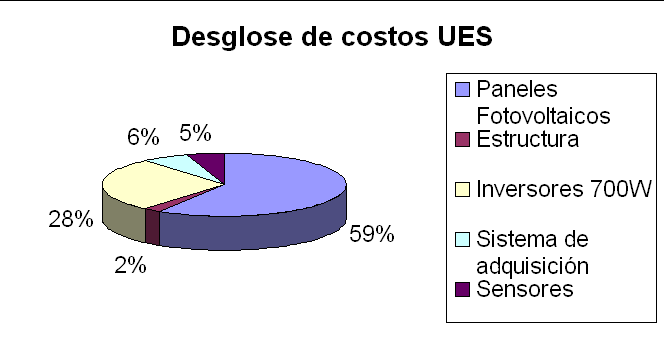 Desglose de costos UES
6%
5%
28%
2%
59%
Paneles
Fotovoltaicos
Estructura
Inversores 700W
Sistema de
adquisición
Sensores